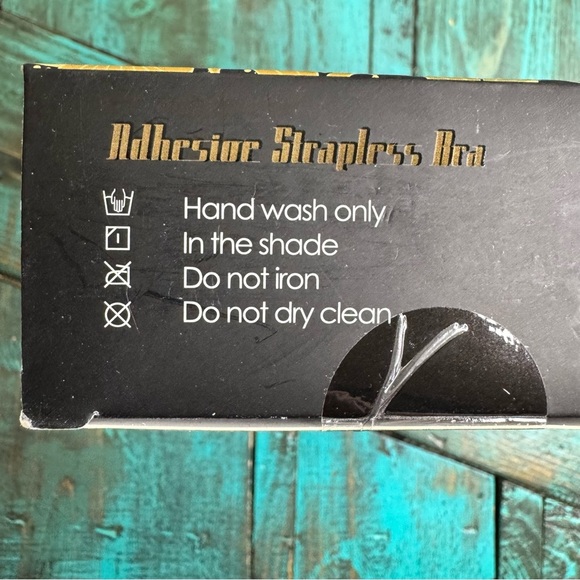 Adhesive Strapless Bra
Hand wash only
In the shade
Do not iron
Do not dry clean